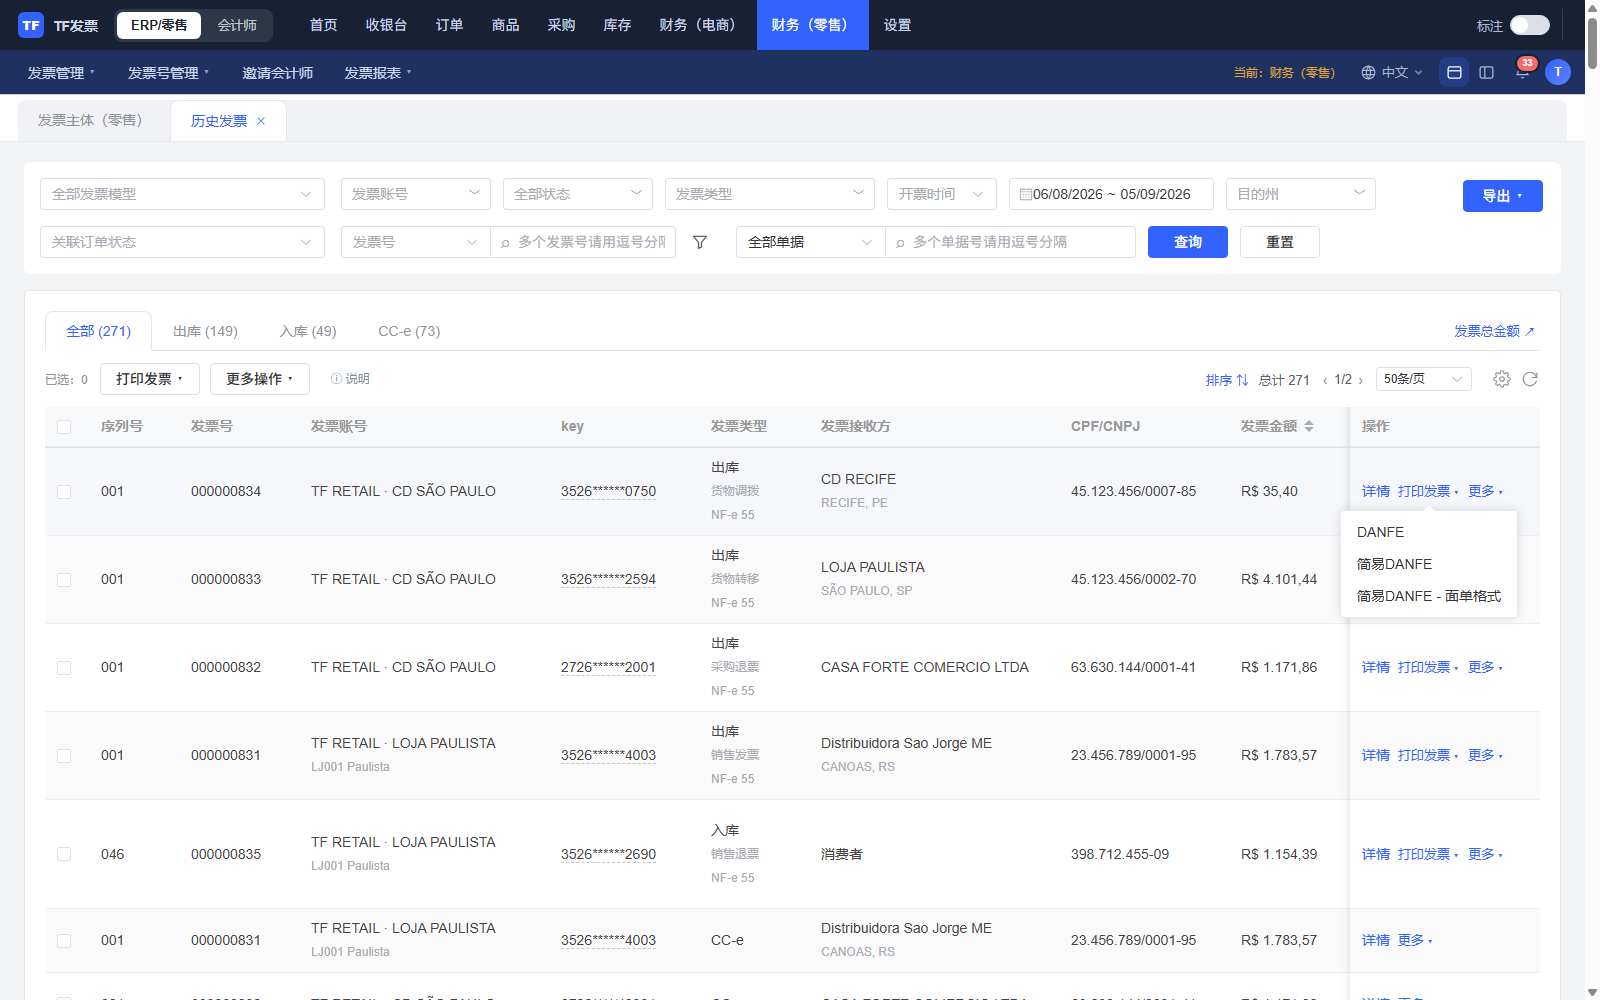 TF TF发票 ERP/零售 会计师 首页 收银台 订单 商品 采购 库存 财务（电商） 财务（零售） 设置 标注
发票管理 发票号管理 邀请会计师 发票报表 当前：财务（零售） 中文 33 T
发票主体（零售） 历史发票 ×
全部发票模型 发票账号 全部状态 发票类型 开票时间 06/08/2026 ~ 05/09/2026 目的州 导出
关联订单状态 发票号 多个发票号请用逗号分隔 全部单据 多个单据号请用逗号分隔 查询 重置
全部 (271) 出库 (149) 入库 (49) CC-e (73) 发票总金额 ↗
已选：0 打印发票 更多操作 说明 排序 总计 271 ‹ 1/2 › 50条/页
序列号 发票号 发票账号 key 发票类型 发票接收方 CPF/CNPJ 发票金额 操作
001 000000834 TF RETAIL · CD SÃO PAULO 3526******0750 出库 货物调拨 NF-e 55 CD RECIFE RECIFE, PE 45.123.456/0007-85 R$ 35,40 详情 打印发票 更多
DANFE
简易DANFE
简易DANFE - 面单格式
001 000000833 TF RETAIL · CD SÃO PAULO 3526******2594 出库 货物转移 NF-e 55 LOJA PAULISTA SÃO PAULO, SP 45.123.456/0002-70 R$ 4.101,44
001 000000832 TF RETAIL · CD SÃO PAULO 2726******2001 出库 采购退票 NF-e 55 CASA FORTE COMERCIO LTDA 63.630.144/0001-41 R$ 1.171,86 详情 打印发票 更多
001 000000831 TF RETAIL · LOJA PAULISTA LJ001 Paulista 3526******4003 出库 销售发票 NF-e 55 Distribuidora Sao Jorge ME CANOAS, RS 23.456.789/0001-95 R$ 1.783,57 详情 打印发票 更多
046 000000835 TF RETAIL · LOJA PAULISTA LJ001 Paulista 3526******2690 入库 销售退票 NF-e 55 消费者 398.712.455-09 R$ 1.154,39 详情 打印发票 更多
001 000000831 TF RETAIL · LOJA PAULISTA LJ001 Paulista 3526******4003 CC-e Distribuidora Sao Jorge ME CANOAS, RS 23.456.789/0001-95 R$ 1.783,57 详情 更多